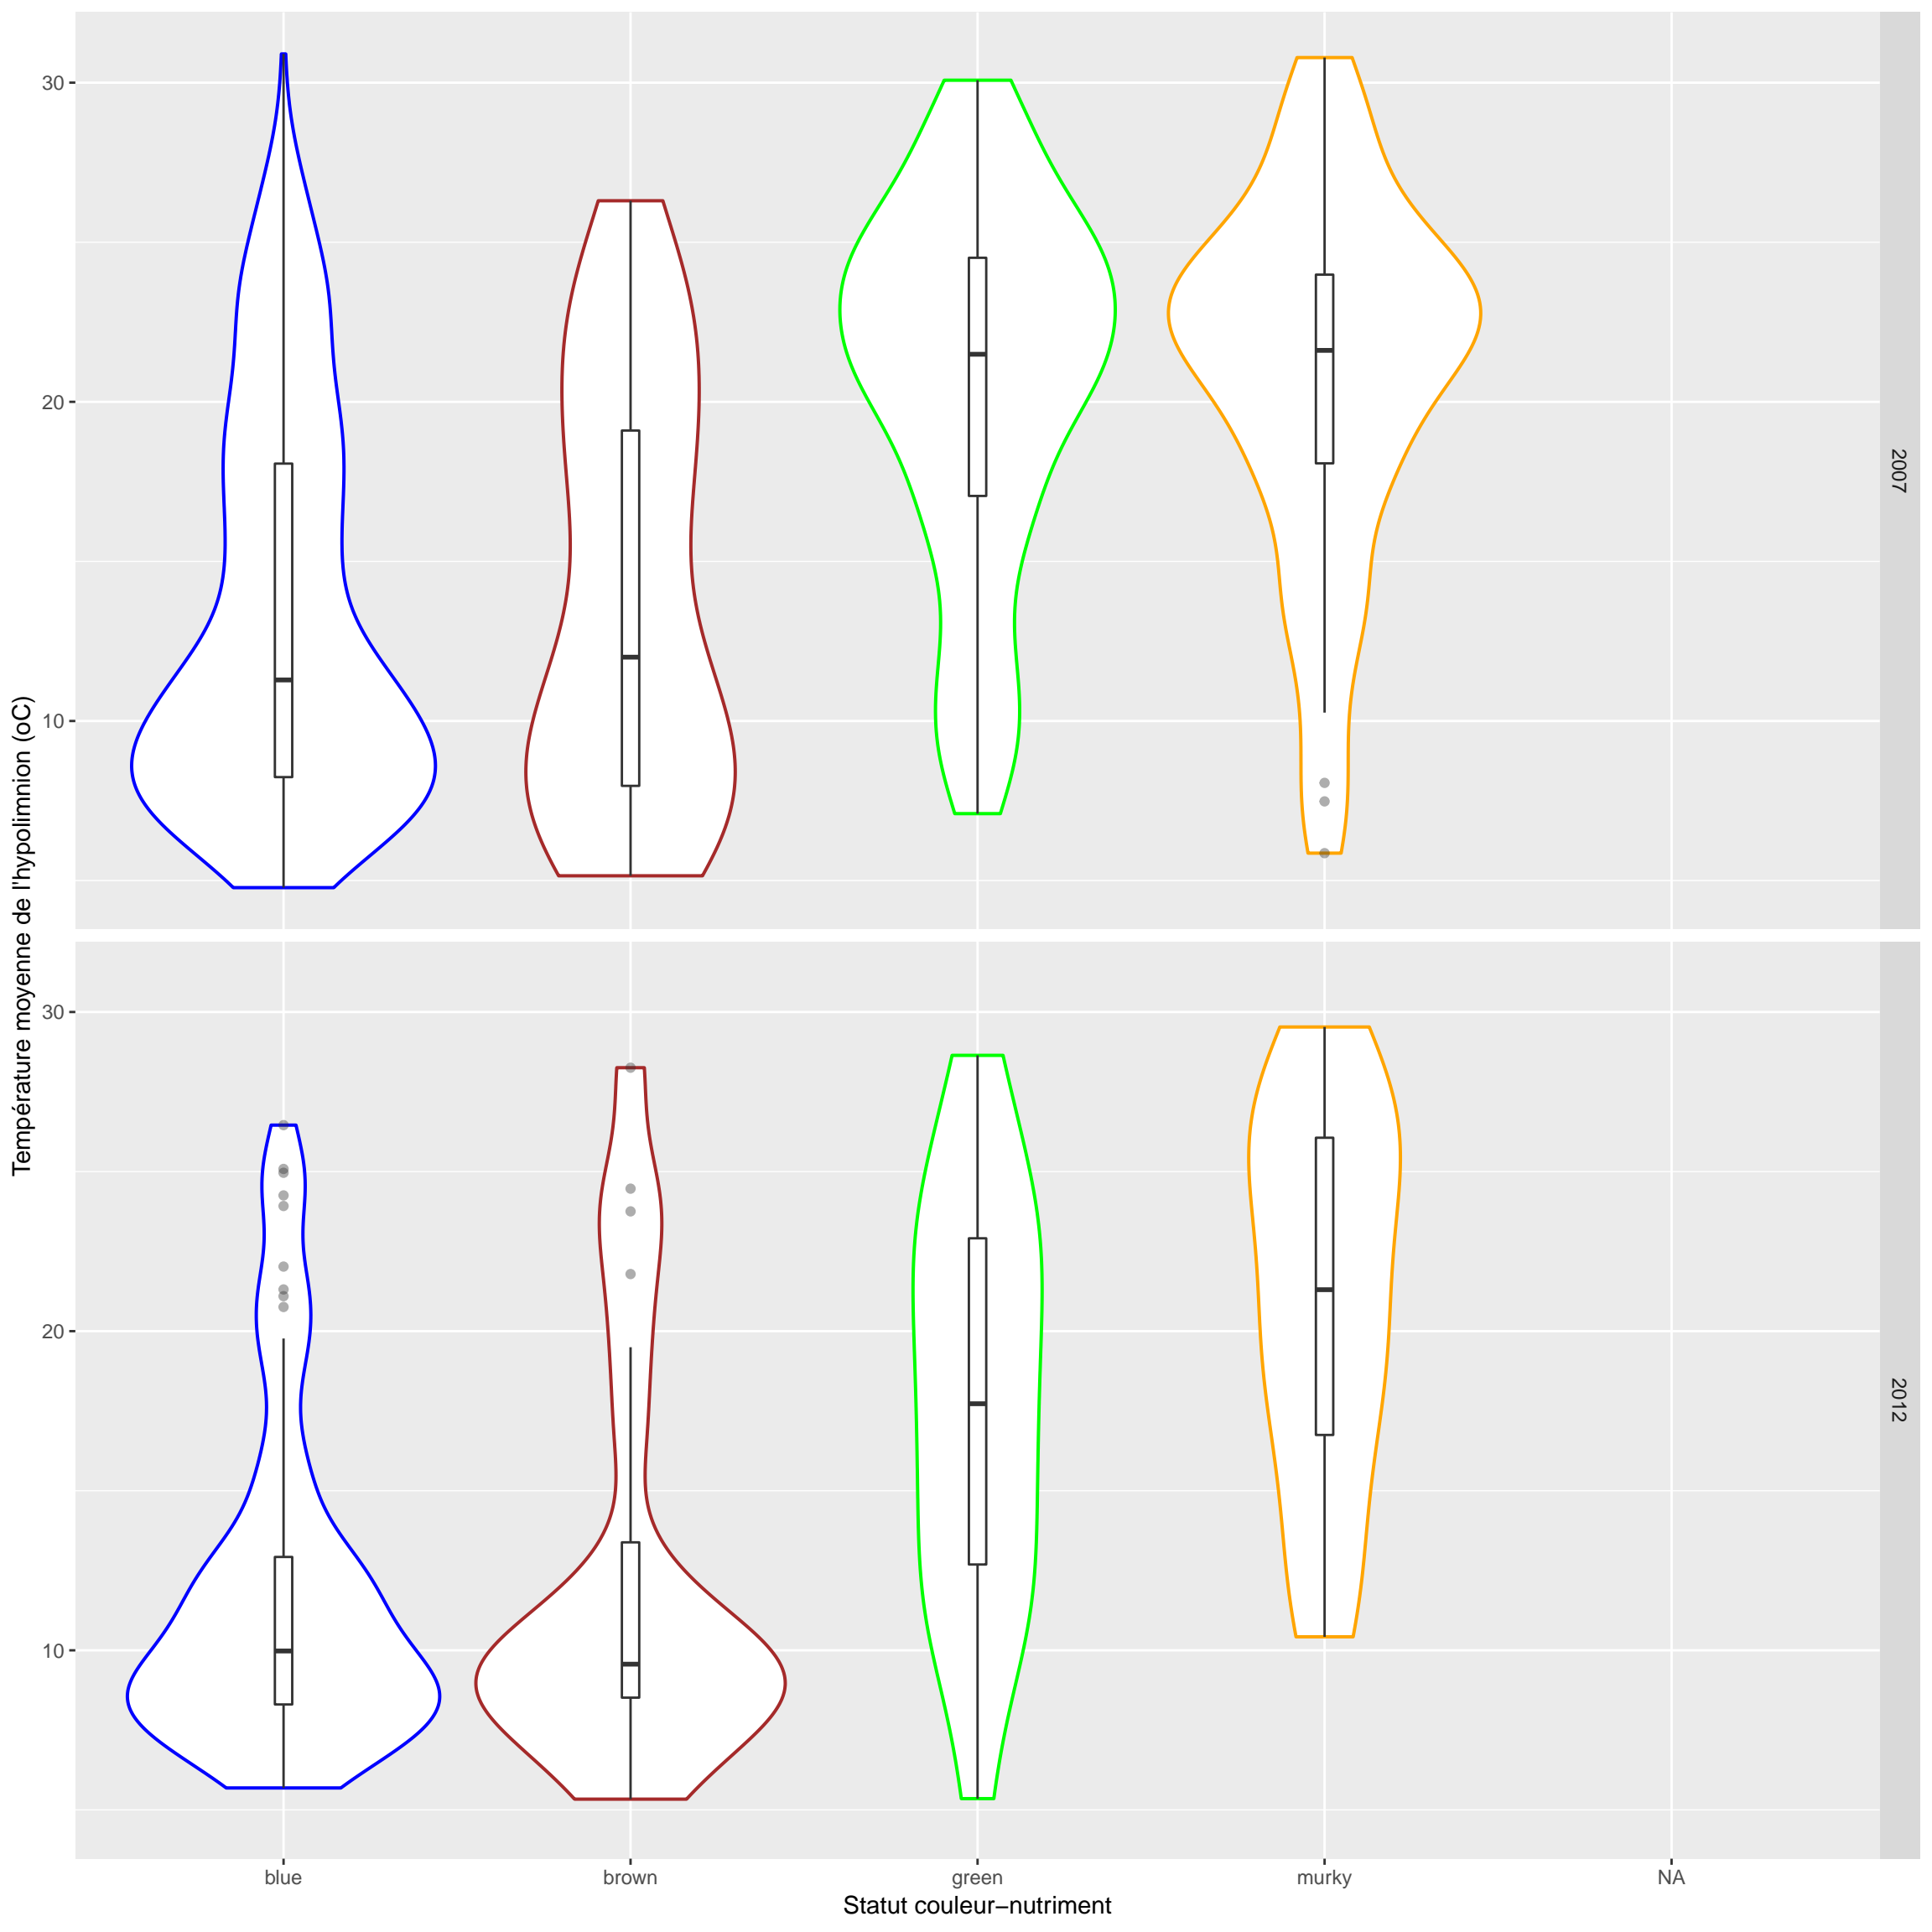 Température moyenne de l'hypolimnion (oC)
30
20
10
2007
30
20
10
2012
blue brown green murky NA
Statut couleur−nutriment